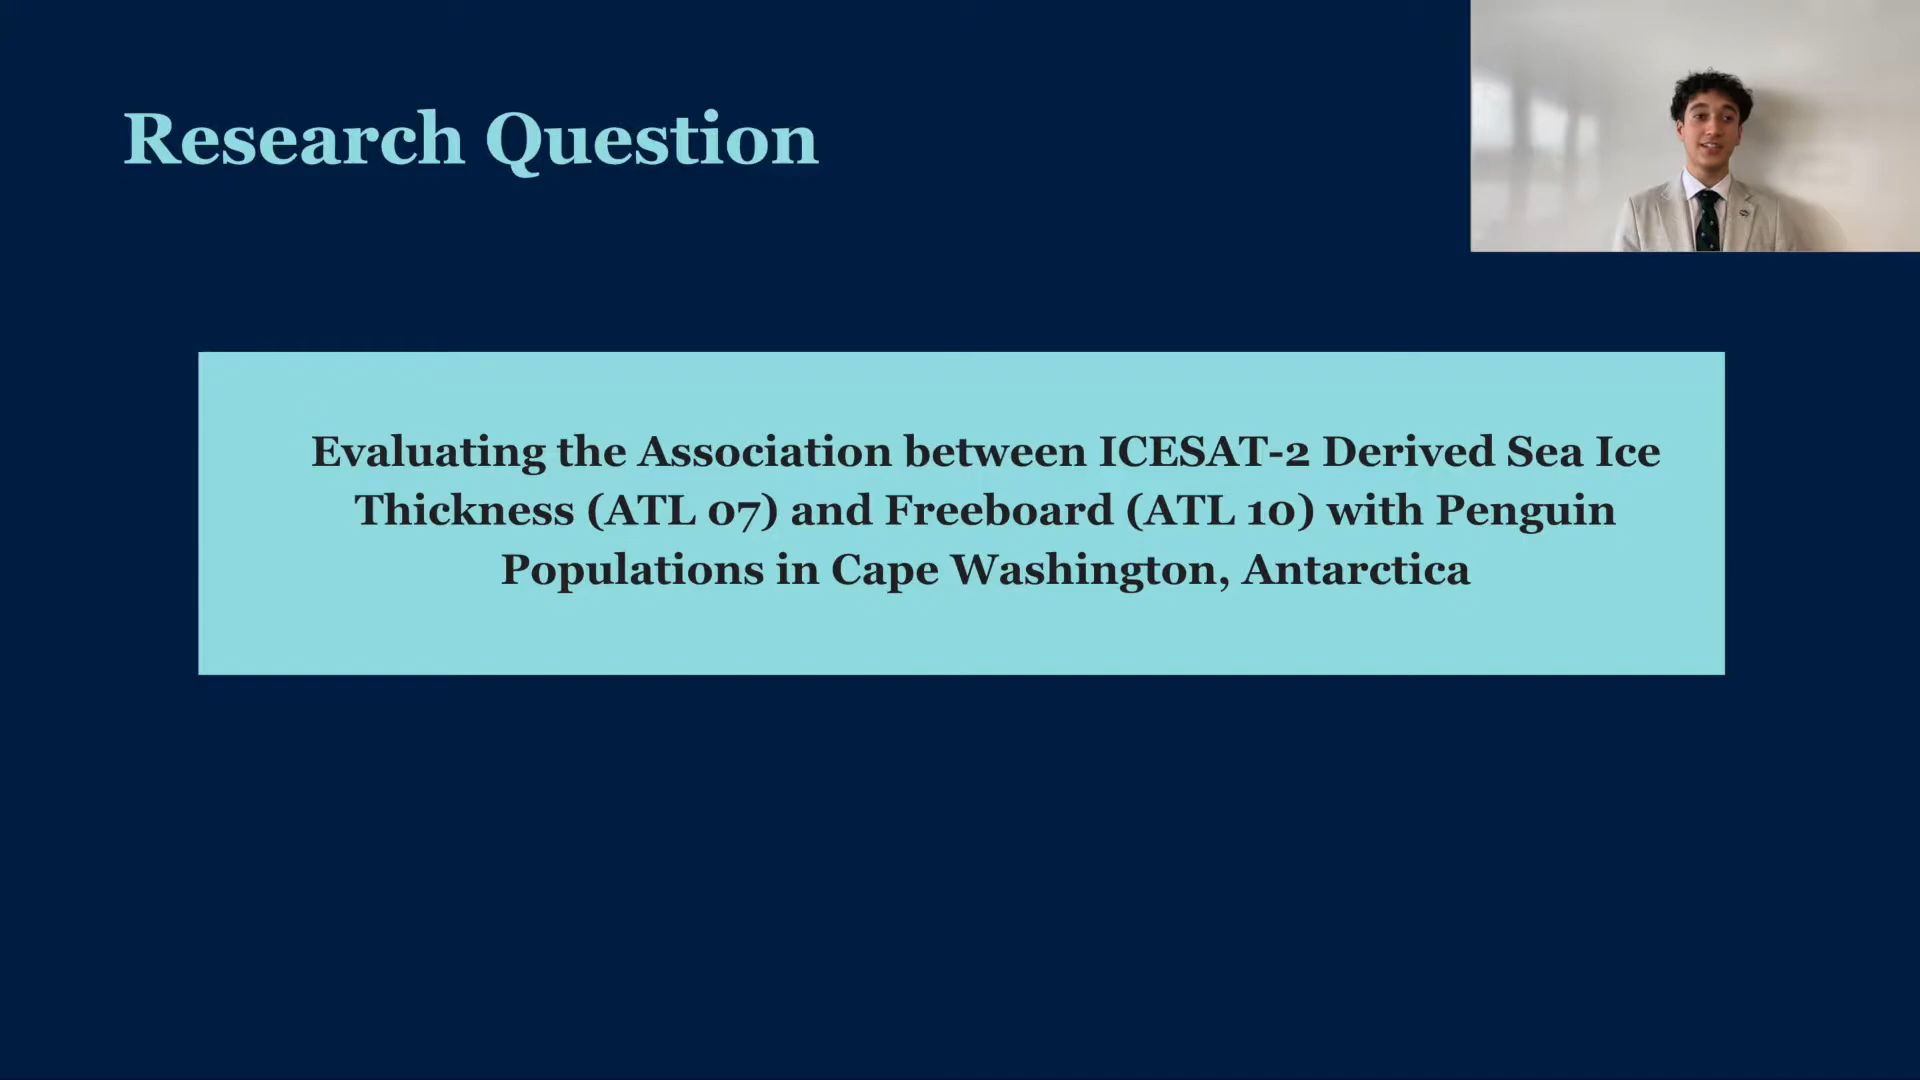 Research Question
Evaluating the Association between ICESAT-2 Derived Sea Ice
Thickness (ATL 07) and Freeboard (ATL 10) with Penguin
Populations in Cape Washington, Antarctica